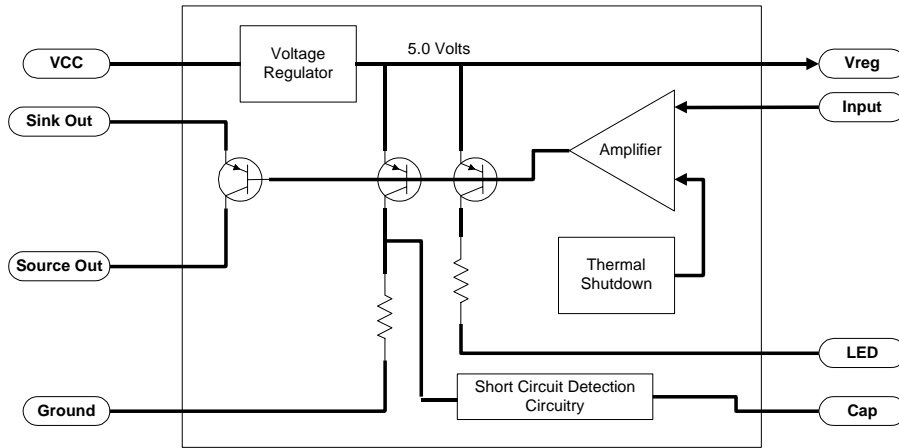 5.0 Volts
VCC
Voltage
Regulator
Vreg
Sink Out
Input
Amplifier
Source Out
Thermal
Shutdown
LED
Short Circuit Detection
Circuitry
Ground
Cap